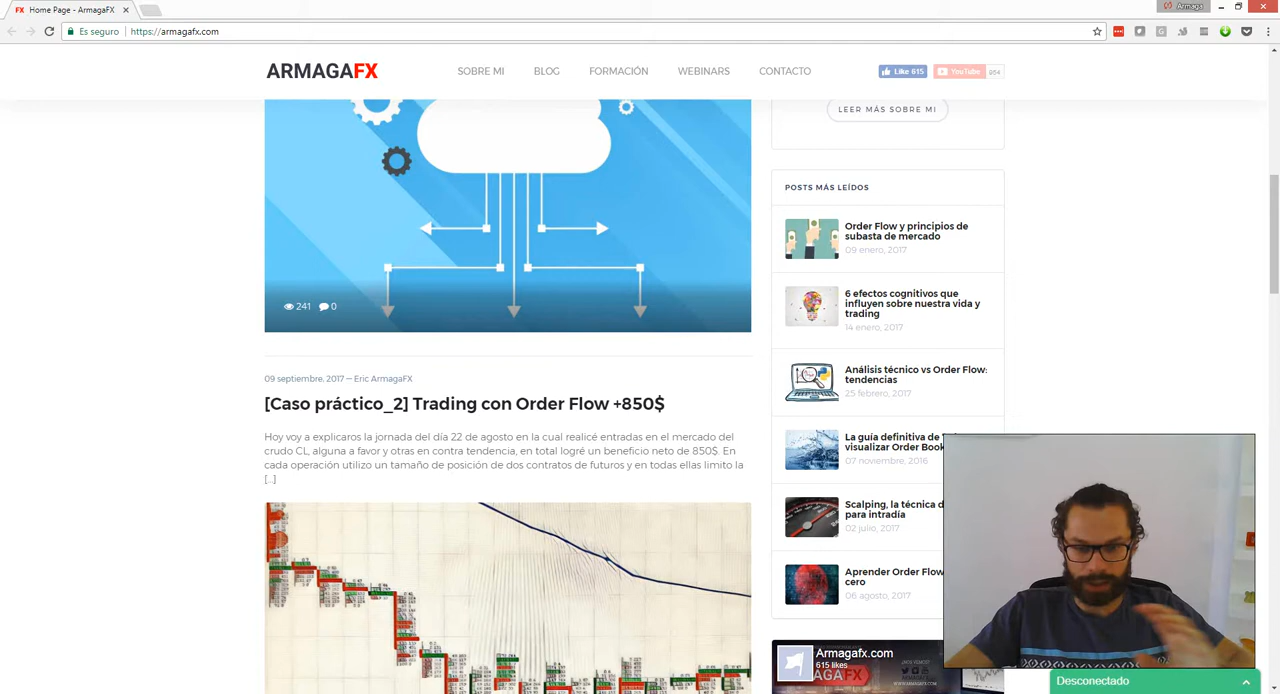 FX Home Page - ArmagaFX
Armaga
Es seguro https://armagafx.com
ARMAGAFX
SOBRE MI
BLOG
FORMACIÓN
WEBINARS
CONTACTO
Like 615
YouTube
954
241 0
09 septiembre, 2017 — Eric ArmagaFX
[Caso práctico_2] Trading con Order Flow +850$
Hoy voy a explicaros la jornada del día 22 de agosto en la cual realicé entradas en el mercado del
crudo CL, alguna a favor y otras en contra tendencia, en total logré un beneficio neto de 850$. En
cada operación utilizo un tamaño de posición de dos contratos de futuros y en todas ellas limito la
[...]
LEER MÁS SOBRE MI
POSTS MÁS LEÍDOS
Order Flow y principios de
subasta de mercado
09 enero, 2017
6 efectos cognitivos que
influyen sobre nuestra vida y
trading
14 enero, 2017
Análisis técnico vs Order Flow:
tendencias
25 febrero, 2017
La guía definitiva de
visualizar Order Book
07 noviembre, 2016
Scalping, la técnica d
para intradía
02 julio, 2017
Aprender Order Flow
cero
06 agosto, 2017
Armagafx.com
615 likes
Desconectado